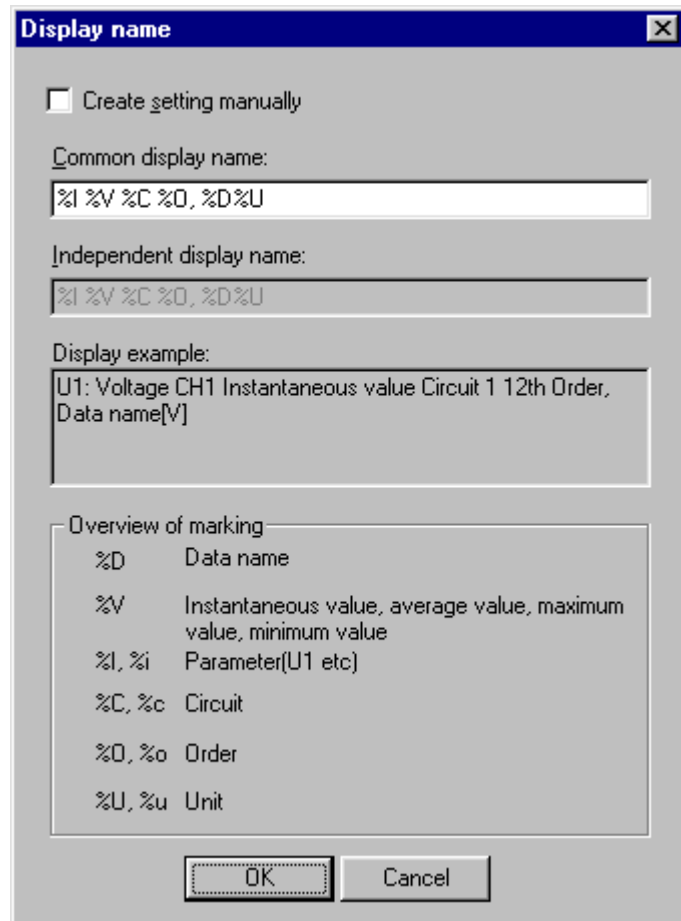 Display name
Create setting manually
Common display name:
%I %V %C %O, %D%U
Independent display name:
%I %V %C %O, %D%U
Display example:
U1: Voltage CH1 Instantaneous value Circuit 1 12th Order,
Data name[V]
Overview of marking
%D Data name
%V Instantaneous value, average value, maximum
value, minimum value
%I, %i Parameter(U1 etc)
%C, %c Circuit
%O, %o Order
%U, %u Unit
OK Cancel